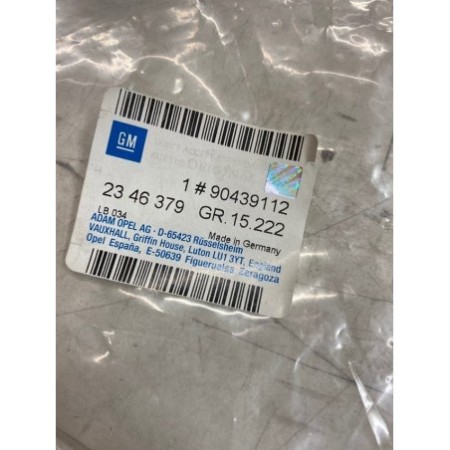 GM
1 # 90439112
23 46 379 GR. 15.222
LB 034 Made in Germany
ADAM OPEL AG · D-65423 Rüsselsheim
VAUXHALL, Griffin House, Luton LU1 3YT, England
Opel España, E-50639 Figueruelas Zaragoza